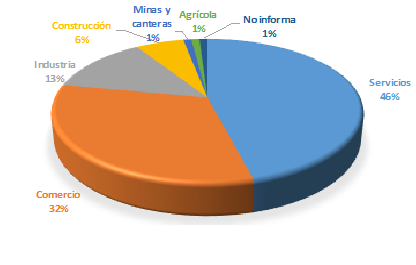 Minas y
canteras
1%
Agrícola
1%
No informa
1%
Construcción
6%
Industria
13%
Servicios
46%
Comercio
32%